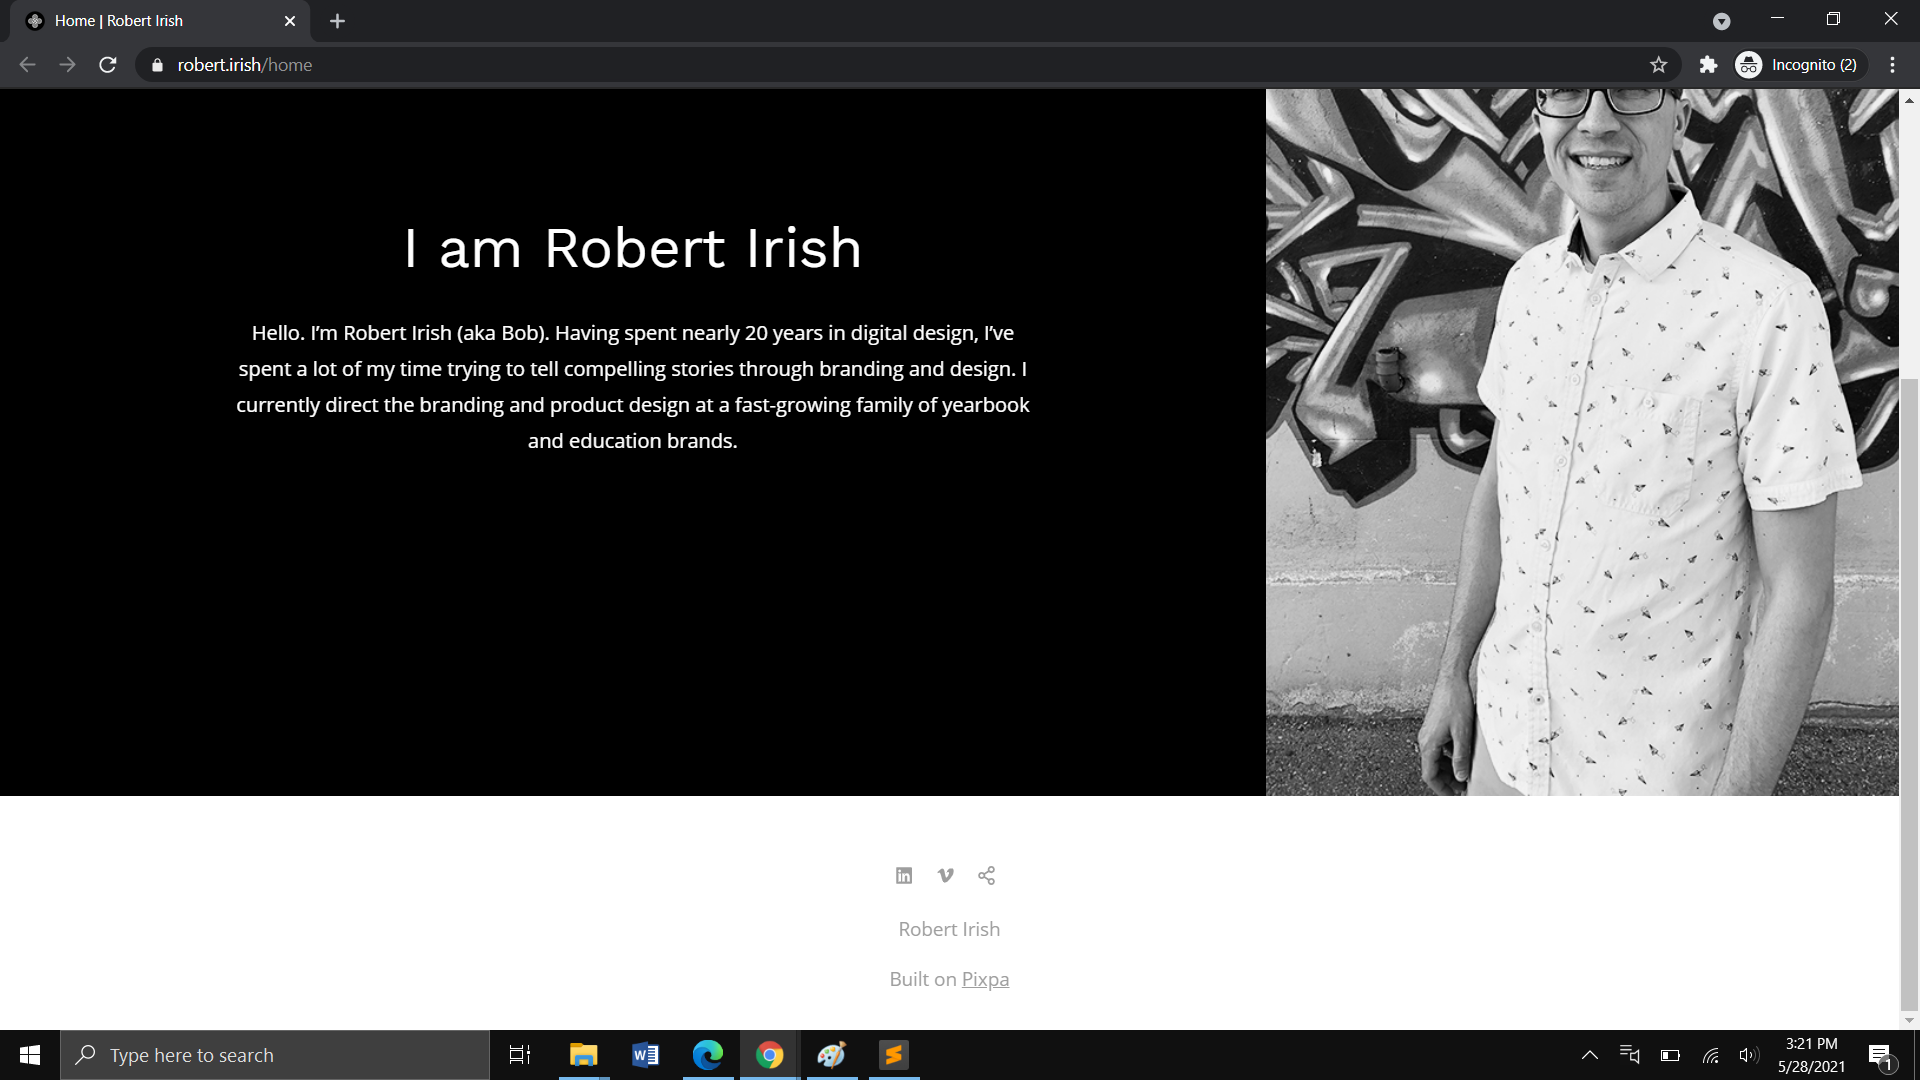 Home | Robert Irish
robert.irish/home
Incognito (2)
I am Robert Irish
Hello. I’m Robert Irish (aka Bob). Having spent nearly 20 years in digital design, I’ve
spent a lot of my time trying to tell compelling stories through branding and design. I
currently direct the branding and product design at a fast-growing family of yearbook
and education brands.
in
Robert Irish
Built on Pixpa
Type here to search
W
3:21 PM
5/28/2021
1